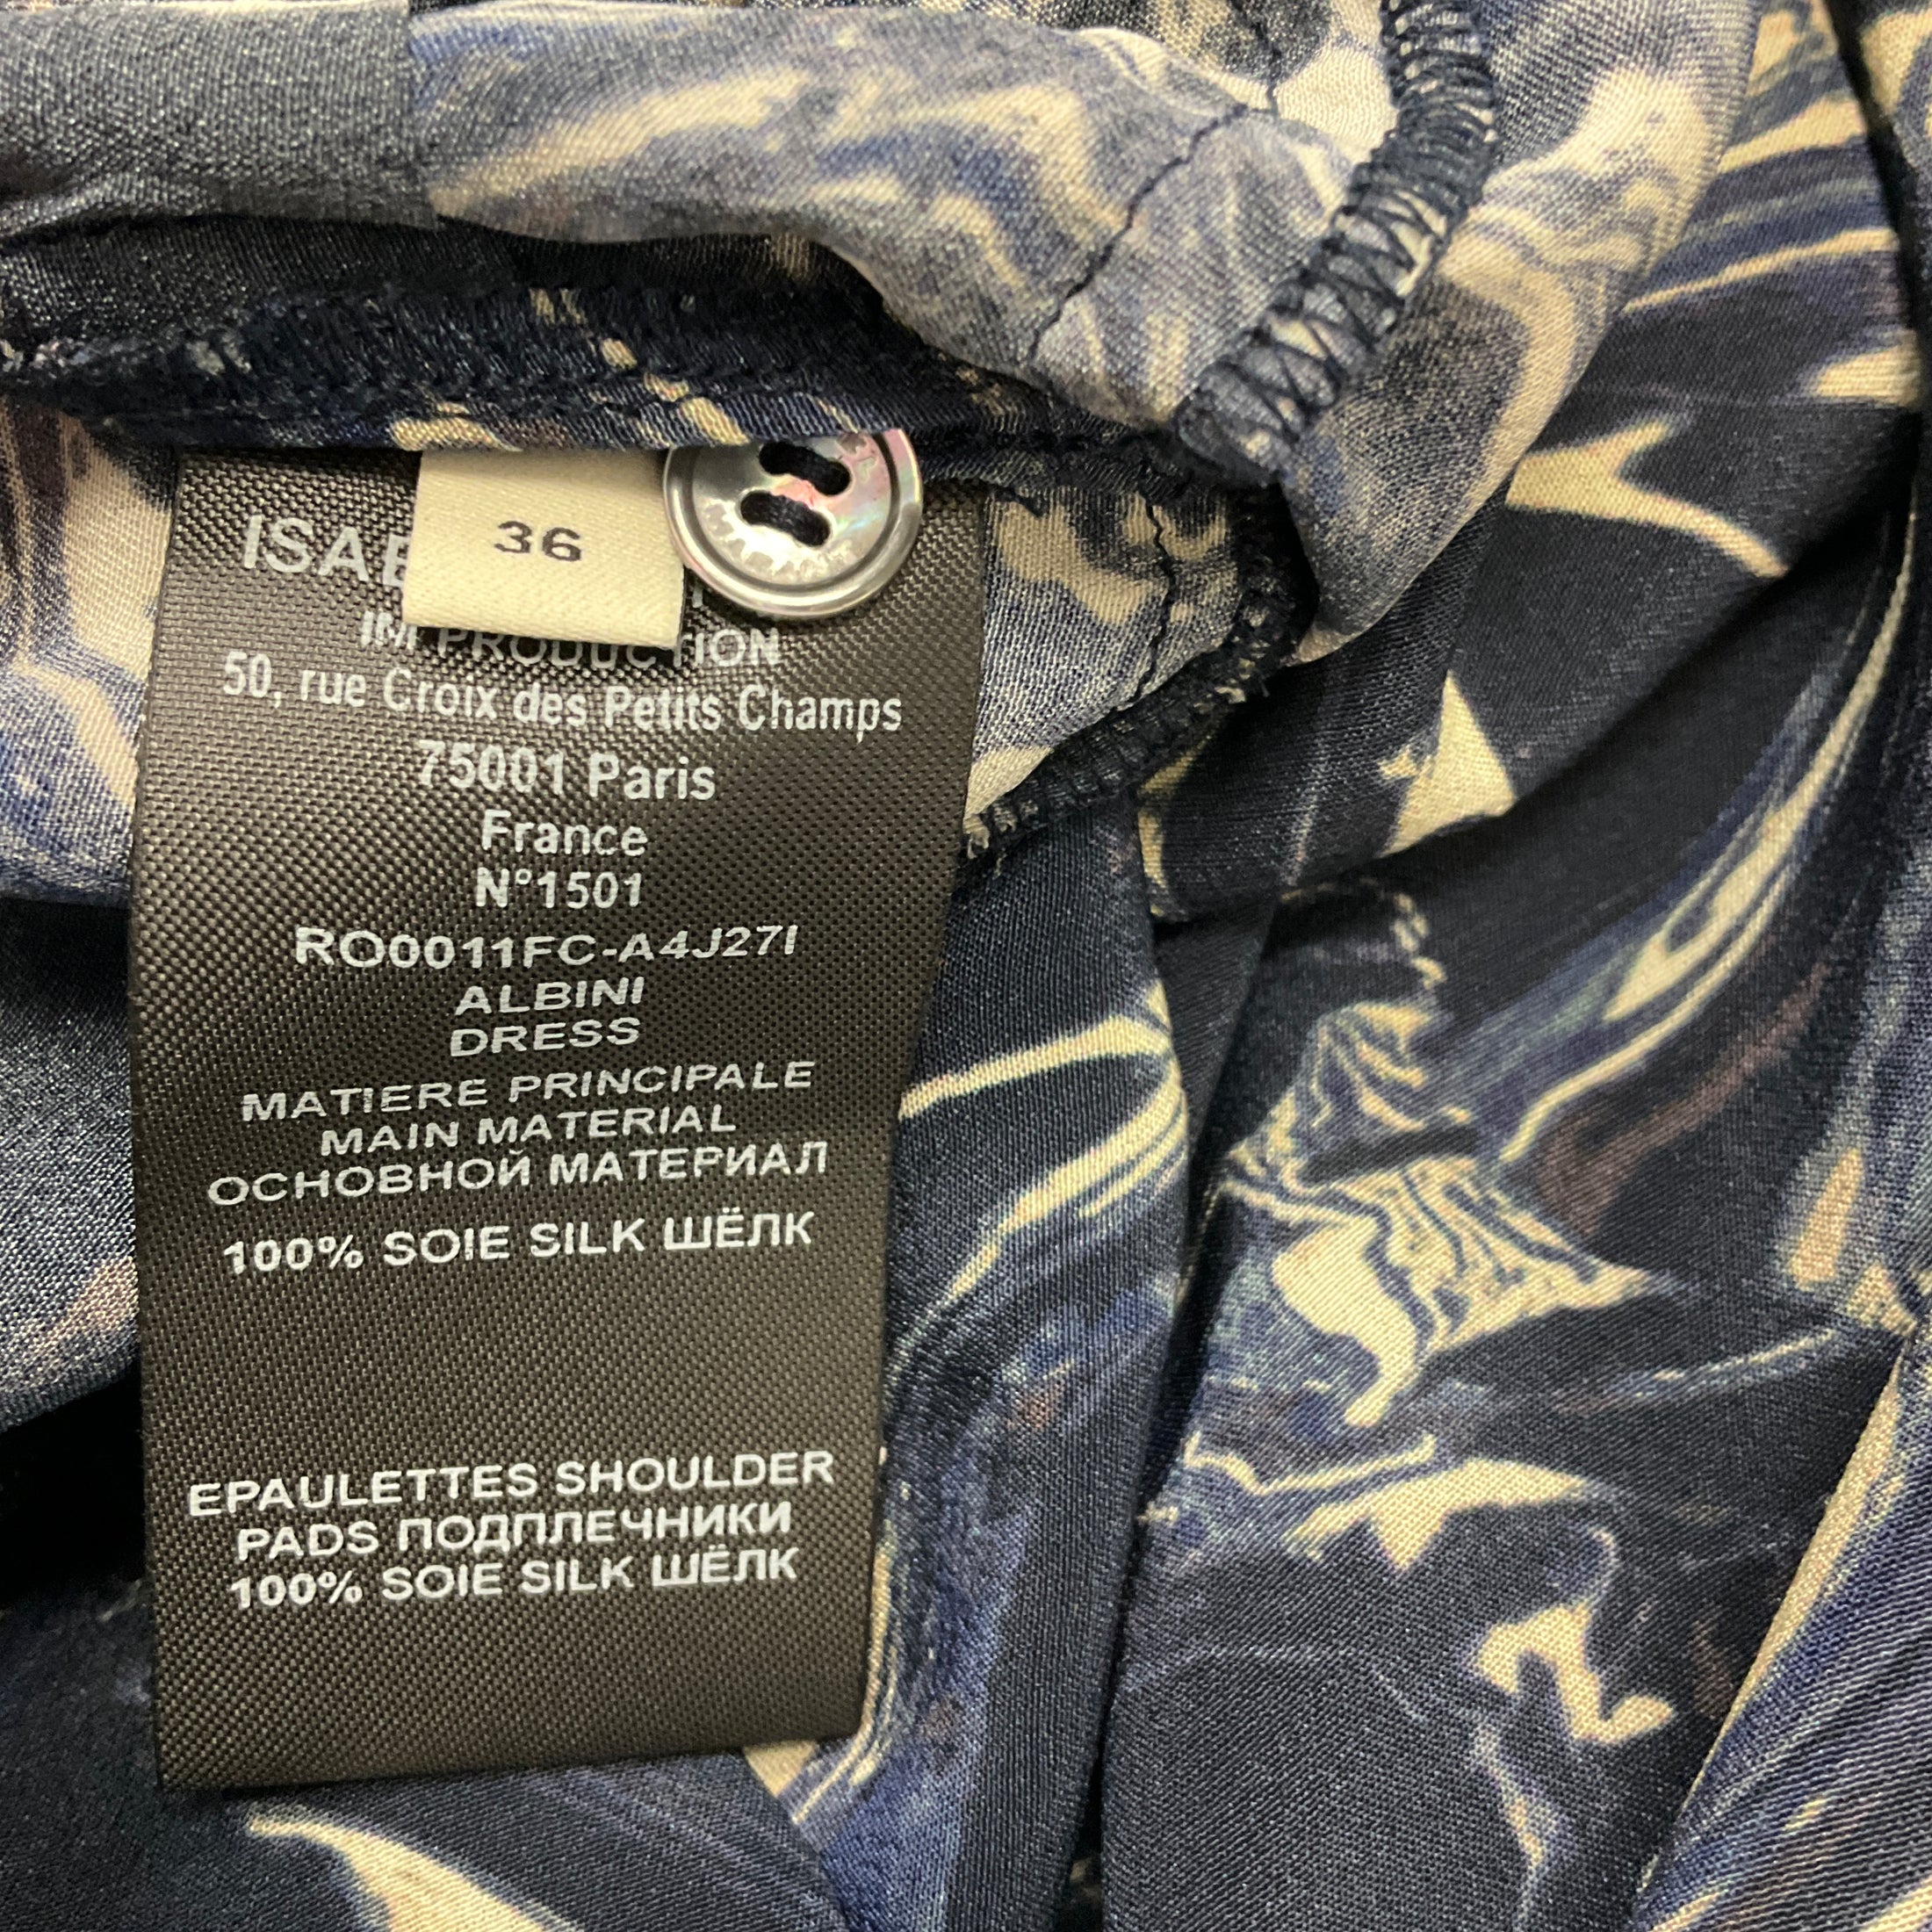 36
IM PRODUCTION
50, rue Croix des Petits Champs
75001 Paris
France
N°1501
RO0011FC-A4J27I
ALBINI
DRESS
MATIERE PRINCIPALE
MAIN MATERIAL
ОСНОВНОЙ МАТЕРИАЛ
100% SOIE SILK ШЁЛК
EPAULETTES SHOULDER
PADS ПОДПЛЕЧНИКИ
100% SOIE SILK ШЁЛК